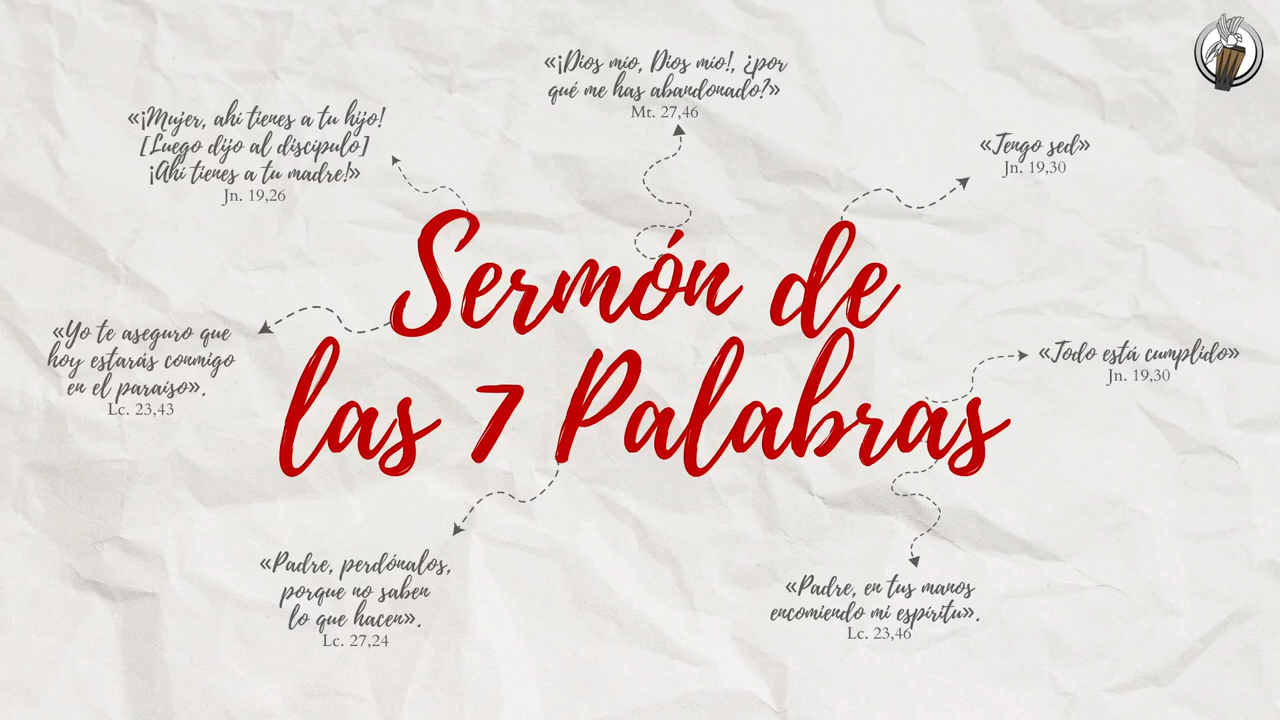 «¡Dios mío, Dios mío!, ¿por
qué me has abandonado?»
Mt. 27,46
«¡Mujer, ahí tienes a tu hijo!
[Luego dijo al discípulo]
¡Ahí tienes a tu madre!»
Jn. 19,26
«Tengo sed»
Jn. 19,30
Sermón de
las 7 Palabras
«Yo te aseguro que
hoy estarás conmigo
en el paraíso».
Lc. 23,43
«Todo está cumplido»
Jn. 19,30
«Padre, perdónalos,
porque no saben
lo que hacen».
Lc. 27,24
«Padre, en tus manos
encomiendo mi espíritu».
Lc. 23,46